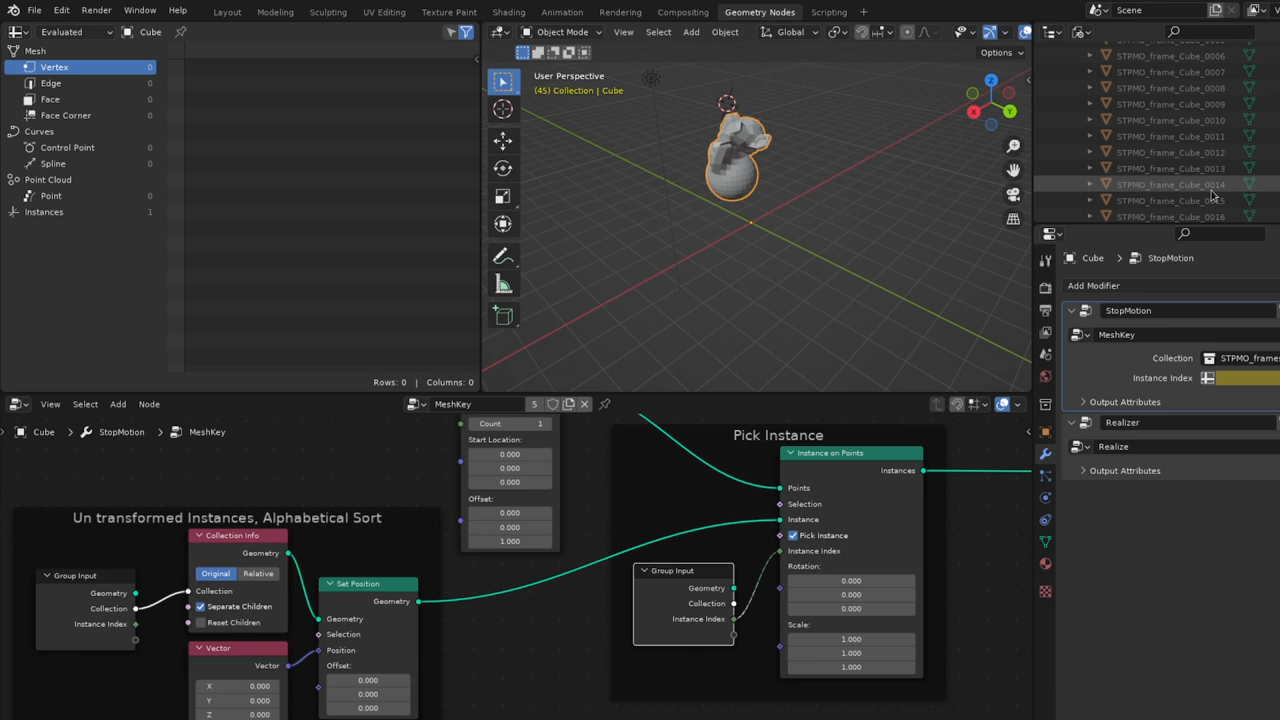 File Edit Render Window Help Layout Modeling Sculpting UV Editing Texture Paint Shading Animation Rendering Compositing Geometry Nodes Scripting Scene
Evaluated Cube
Mesh
Vertex 0
Edge 0
Face 0
Face Corner 0
Curves
Control Point 0
Spline 0
Point Cloud
Point 0
Instances 1
Rows: 0 | Columns: 0
Object Mode View Select Add Object Global
Options
User Perspective
(45) Collection | Cube
Z
X
Y
STPMO_frame_Cube_0006
STPMO_frame_Cube_0007
STPMO_frame_Cube_0008
STPMO_frame_Cube_0009
STPMO_frame_Cube_0010
STPMO_frame_Cube_0011
STPMO_frame_Cube_0012
STPMO_frame_Cube_0013
STPMO_frame_Cube_0014
STPMO_frame_Cube_0015
STPMO_frame_Cube_0016
Cube StopMotion
Add Modifier
StopMotion
MeshKey
Collection STPMO_frames
Instance Index
Output Attributes
Realizer
Realize
Output Attributes
View Select Add Node MeshKey 5
Cube StopMotion MeshKey
Count 1
Start Location:
0.000
0.000
0.000
Offset:
0.000
0.000
1.000
Un transformed Instances, Alphabetical Sort
Group Input
Geometry
Collection
Instance Index
Collection Info
Geometry
Original Relative
Collection
Separate Children
Reset Children
Vector
Vector
X 0.000
Y 0.000
Z 0.000
Set Position
Geometry
Geometry
Selection
Position
Offset:
0.000
0.000
0.000
Pick Instance
Group Input
Geometry
Collection
Instance Index
Instance on Points
Instances
Points
Selection
Instance
Pick Instance
Instance Index
Rotation:
0.000
0.000
0.000
Scale:
1.000
1.000
1.000